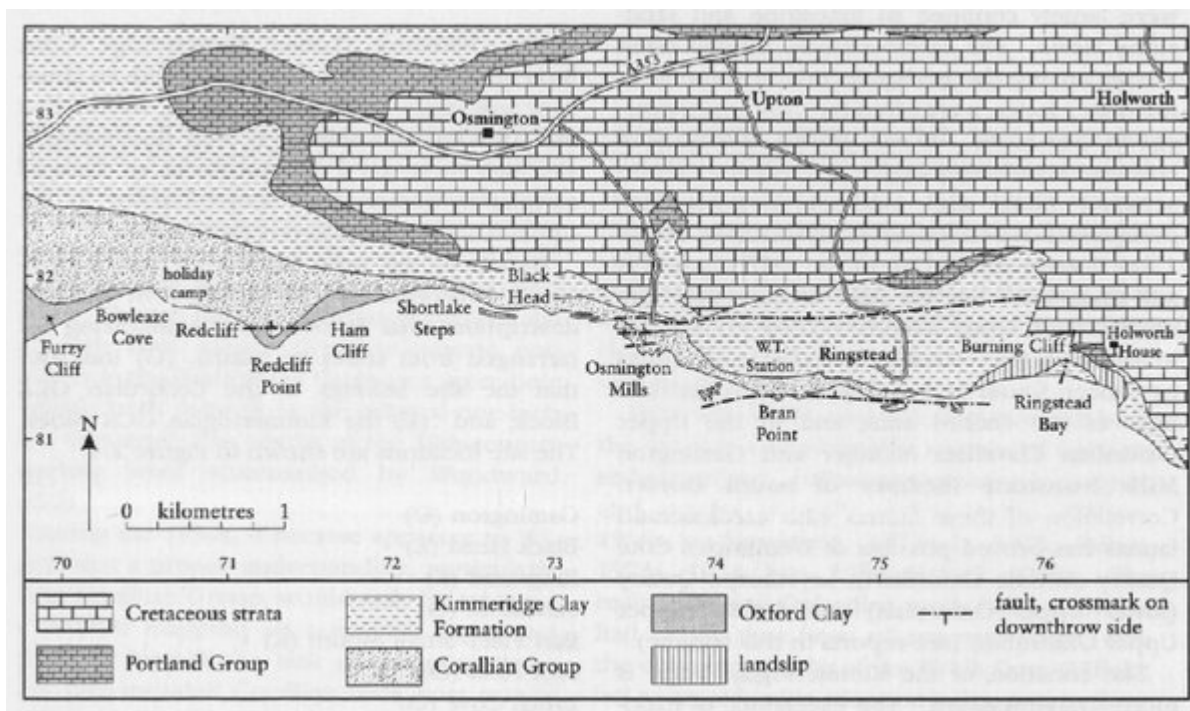 A353
83
Osmington
Upton
Holworth
82
holiday
camp
Black
Head
Shortlake
Steps
Furzy
Cliff
Bowleaze
Cove
Redcliff
Redcliff
Point
Ham
Cliff
Osmington
Mills
W.T.
Station
Ringstead
Bran
Point
Burning Cliff
Holworth
House
Ringstead
Bay
81
N
0 kilometres 1
70 71 72 73 74 75 76
Cretaceous strata
Portland Group
Kimmeridge Clay
Formation
Corallian Group
Oxford Clay
landslip
fault, crossmark on
downthrow side